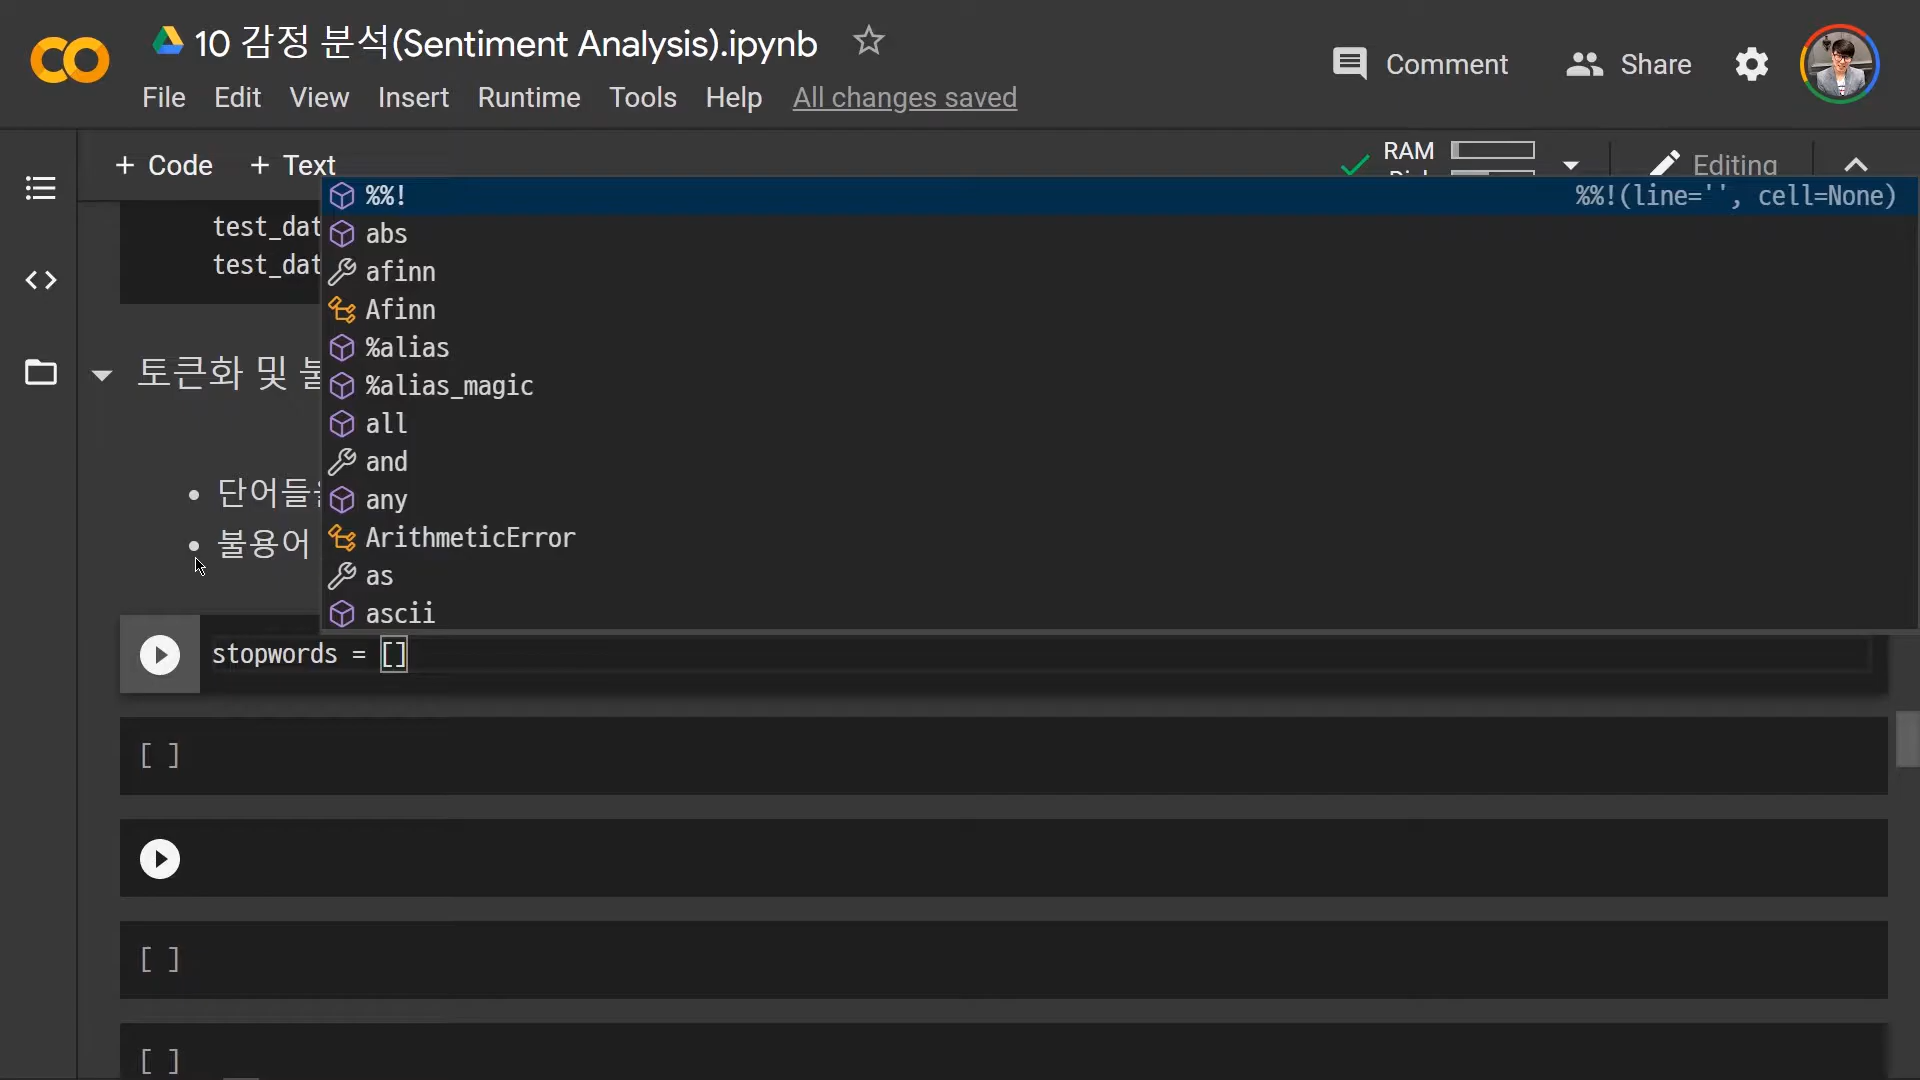 10 감정 분석(Sentiment Analysis).ipynb
Comment
Share
File Edit View Insert Runtime Tools Help All changes saved
+ Code + Text
RAM
Editing
%%! %%!(line='', cell=None)
abs
test_dat
test_dat
afinn
Afinn
%alias
토큰화 및
%alias_magic
all
and
단어들
any
불용어
ArithmeticError
as
ascii
stopwords = []
[ ]
[ ]
[ ]